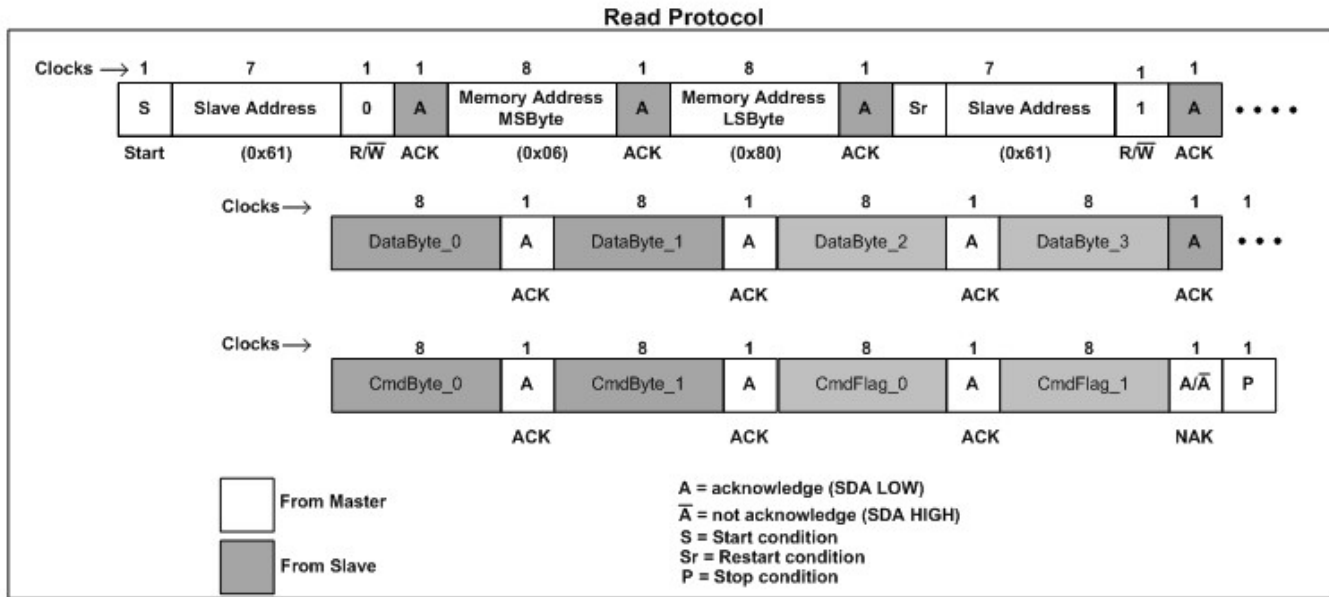 Read Protocol
Clocks → 1 7 1 1 8 1 8 1 7 1 1
S Slave Address 0 A Memory Address MSByte A Memory Address LSByte A Sr Slave Address 1 A • • • •
Start (0x61) R/W̅ ACK (0x06) ACK (0x80) ACK (0x61) R/W̅ ACK
Clocks → 8 1 8 1 8 1 8 1 1
DataByte_0 A DataByte_1 A DataByte_2 A DataByte_3 A • • •
ACK ACK ACK ACK
Clocks → 8 1 8 1 8 1 8 1 1
CmdByte_0 A CmdByte_1 A CmdFlag_0 A CmdFlag_1 A/A̅ P
ACK ACK ACK NAK
From Master
From Slave
A = acknowledge (SDA LOW)
A̅ = not acknowledge (SDA HIGH)
S = Start condition
Sr = Restart condition
P = Stop condition